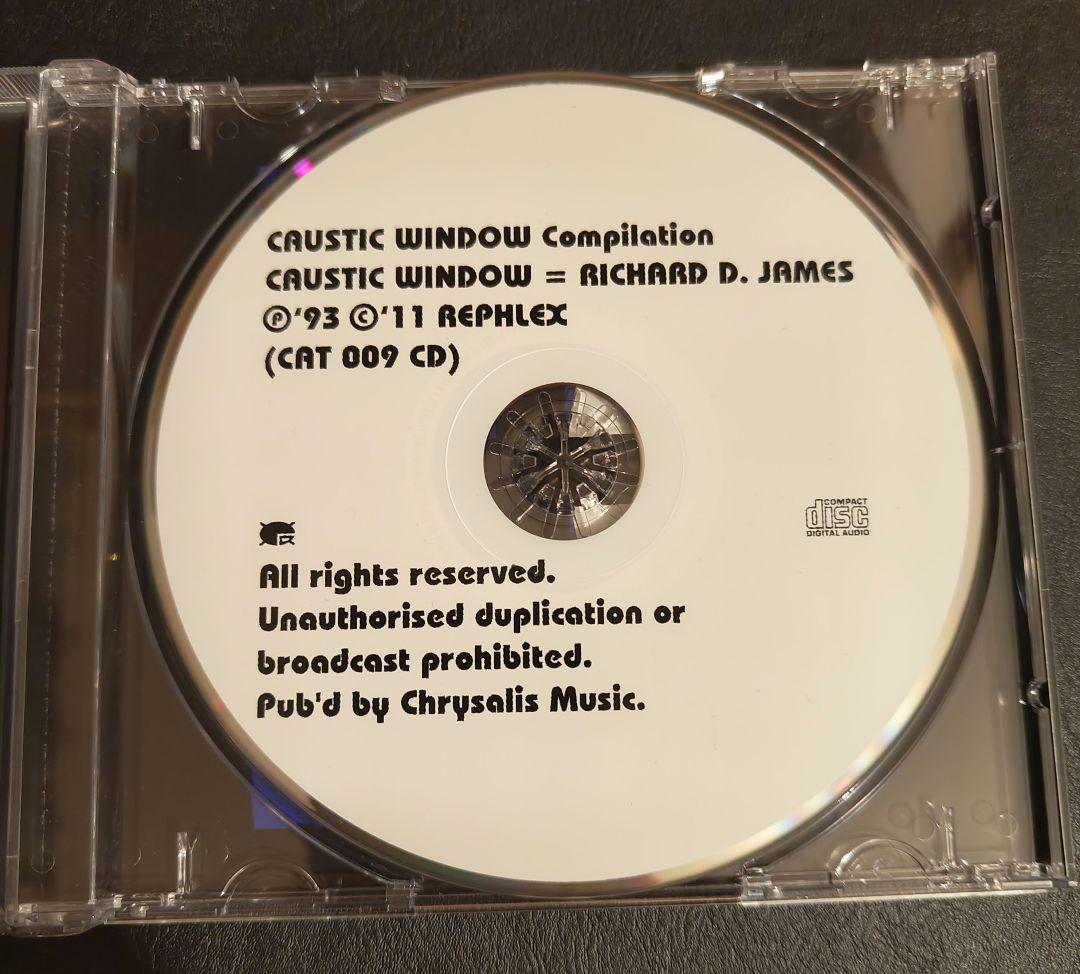 CAUSTIC WINDOW Compilation
CAUSTIC WINDOW = RICHARD D. JAMES
℗'93 ©'11 REPHLEX
(CAT 009 CD)
COMPACT
disc
DIGITAL AUDIO
All rights reserved.
Unauthorised duplication or
broadcast prohibited.
Pub'd by Chrysalis Music.